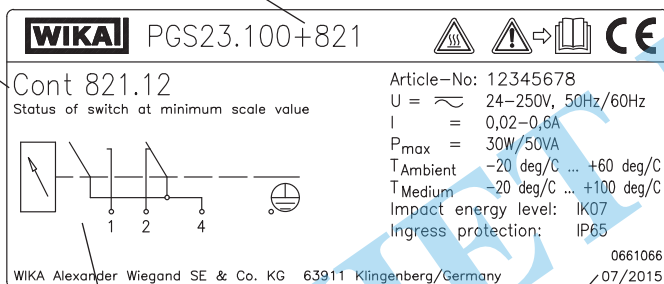 WIKA PGS23.100+821
CE
Cont 821.12
Status of switch at minimum scale value
1 2 4
Article-No: 12345678
U = 24-250V, 50Hz/60Hz
I = 0,02-0,6A
Pmax = 30W/50VA
TAmbient -20 deg/C ... +60 deg/C
TMedium -20 deg/C ... +100 deg/C
Impact energy level: IK07
Ingress protection: IP65
0661066
WIKA Alexander Wiegand SE & Co. KG 63911 Klingenberg/Germany 07/2015